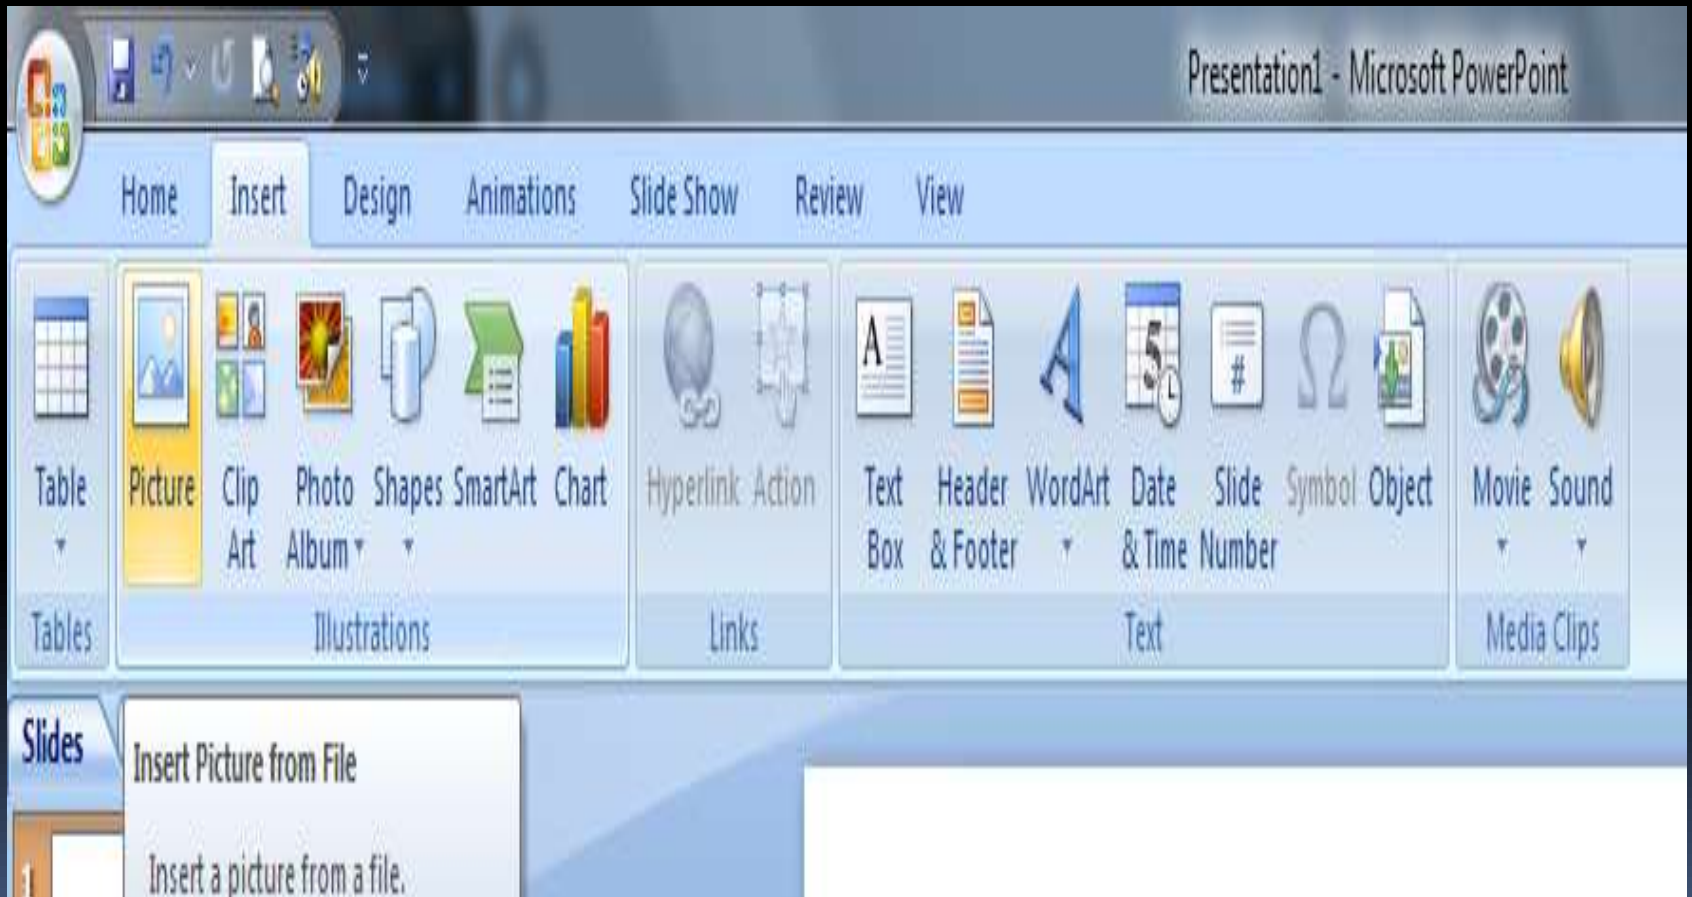 Presentation1 - Microsoft PowerPoint
Home Insert Design Animations Slide Show Review View
Table Picture Clip Photo Shapes SmartArt Chart Hyperlink Action Text Header WordArt Date Slide Symbol Object Movie Sound
Art Album Box & Footer & Time Number
Tables Illustrations Links Text Media Clips
Slides
Insert Picture from File
1
Insert a picture from a file.